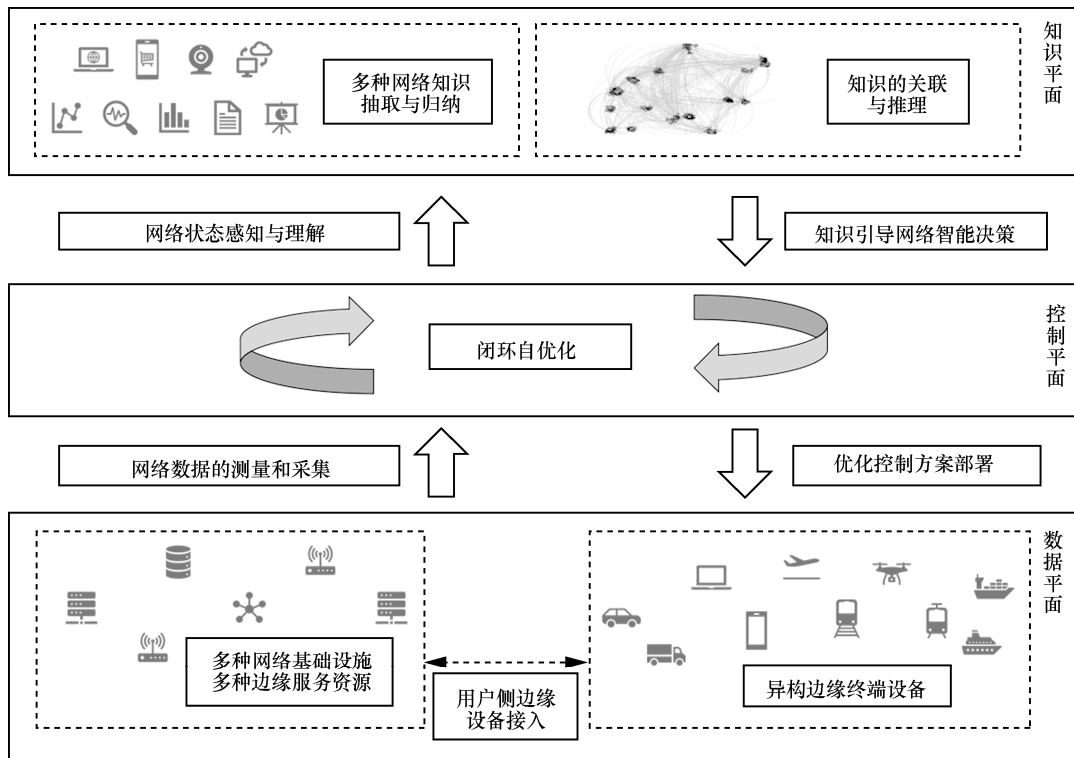 知识平面
多种网络知识
抽取与归纳
知识的关联
与推理
网络状态感知与理解
知识引导网络智能决策
控制平面
闭环自优化
网络数据的测量和采集
优化控制方案部署
数据平面
多种网络基础设施
多种边缘服务资源
用户侧边缘
设备接入
异构边缘终端设备